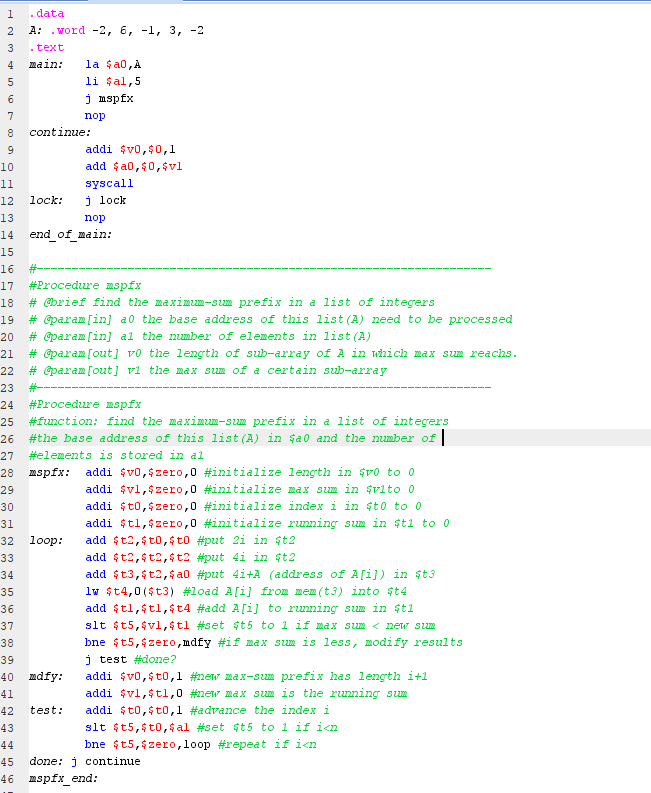 1 .data
2 A: .word -2, 6, -1, 3, -2
3 .text
4 main: la $a0,A
5 li $a1,5
6 j mspfx
7 nop
8 continue:
9 addi $v0,$0,1
10 add $a0,$0,$v1
11 syscall
12 lock: j lock
13 nop
14 end_of_main:
15
16 #-----------------------------------------------------------------
17 #Procedure mspfx
18 # @brief find the maximum-sum prefix in a list of integers
19 # @param[in] a0 the base address of this list(A) need to be processed
20 # @param[in] a1 the number of elements in list(A)
21 # @param[out] v0 the length of sub-array of A in which max sum reachs.
22 # @param[out] v1 the max sum of a certain sub-array
23 #-----------------------------------------------------------------
24 #Procedure mspfx
25 #function: find the maximum-sum prefix in a list of integers
26 #the base address of this list(A) in $a0 and the number of
27 #elements is stored in a1
28 mspfx: addi $v0,$zero,0 #initialize length in $v0 to 0
29 addi $v1,$zero,0 #initialize max sum in $v1to 0
30 addi $t0,$zero,0 #initialize index i in $t0 to 0
31 addi $t1,$zero,0 #initialize running sum in $t1 to 0
32 loop: add $t2,$t0,$t0 #put 2i in $t2
33 add $t2,$t2,$t2 #put 4i in $t2
34 add $t3,$t2,$a0 #put 4i+A (address of A[i]) in $t3
35 lw $t4,0($t3) #load A[i] from mem(t3) into $t4
36 add $t1,$t1,$t4 #add A[i] to running sum in $t1
37 slt $t5,$v1,$t1 #set $t5 to 1 if max sum < new sum
38 bne $t5,$zero,mdfy #if max sum is less, modify results
39 j test #done?
40 mdfy: addi $v0,$t0,1 #new max-sum prefix has length i+1
41 addi $v1,$t1,0 #new max sum is the running sum
42 test: addi $t0,$t0,1 #advance the index i
43 slt $t5,$t0,$a1 #set $t5 to 1 if i<n
44 bne $t5,$zero,loop #repeat if i<n
45 done: j continue
46 mspfx_end: